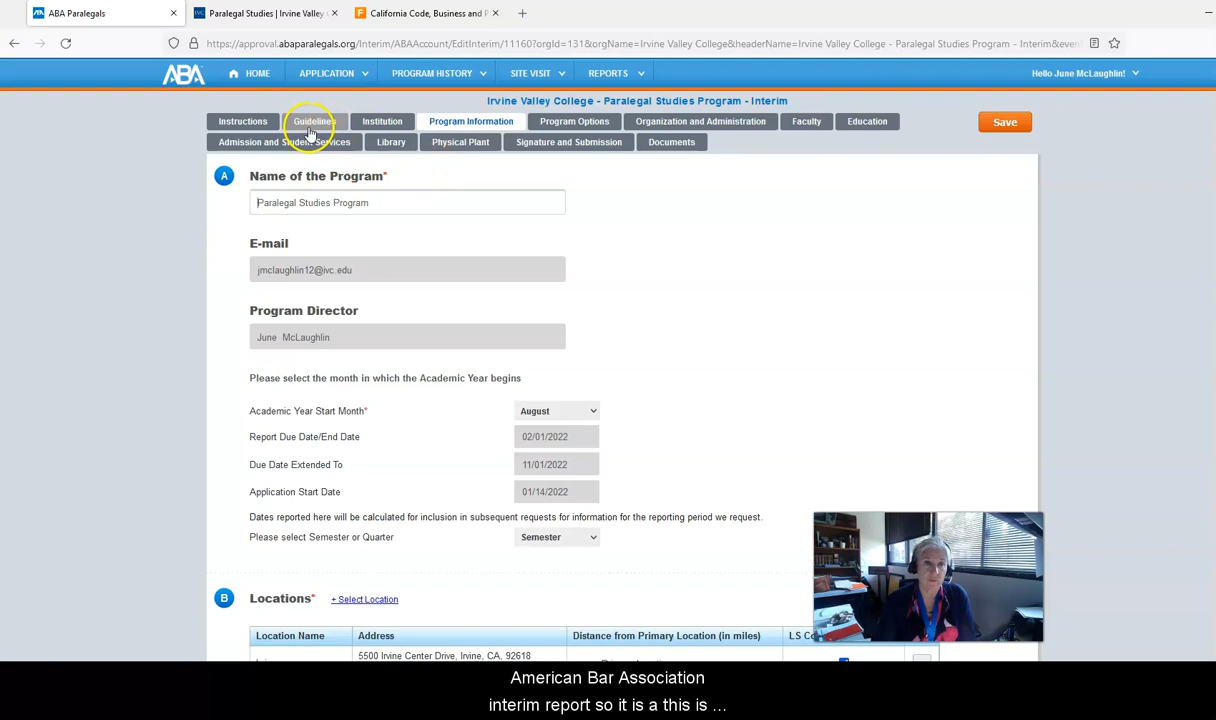 ABA Paralegals
Paralegal Studies | Irvine Valley
California Code, Business and P
https://approval.abaparalegals.org/Interim/ABAAccount/EditInterim/11160?orgId=131&orgName=Irvine Valley College&headerName=Irvine Valley College - Paralegal Studies Program - Interim&even
ABA HOME APPLICATION PROGRAM HISTORY SITE VISIT REPORTS Hello June McLaughlin!
Irvine Valley College - Paralegal Studies Program - Interim
Instructions Guidelines Institution Program Information Program Options Organization and Administration Faculty Education Save
Admission and Student Services Library Physical Plant Signature and Submission Documents
A Name of the Program*
Paralegal Studies Program
E-mail
jmclaughlin12@ivc.edu
Program Director
June McLaughlin
Please select the month in which the Academic Year begins
Academic Year Start Month* August
Report Due Date/End Date 02/01/2022
Due Date Extended To 11/01/2022
Application Start Date 01/14/2022
Dates reported here will be calculated for inclusion in subsequent requests for information for the reporting period we request.
Please select Semester or Quarter Semester
B Locations* + Select Location
Location Name Address Distance from Primary Location (in miles) LS Co
5500 Irvine Center Drive, Irvine, CA, 92618
American Bar Association
interim report so it is a this is ...